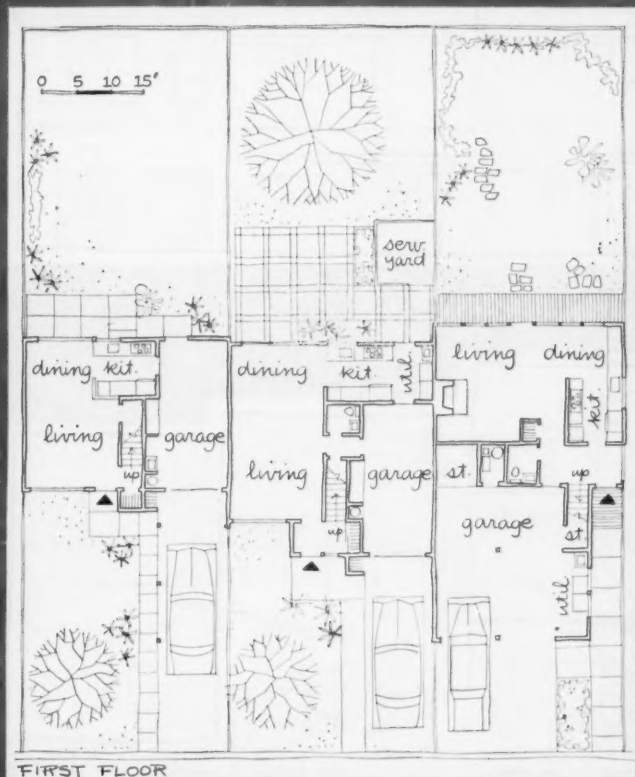 0 5 10 15'
serv.
yard
dining kit.
living
up
garage
dining kit. util
living
up
garage
living dining
kit.
st.
up
garage
st.
util
FIRST FLOOR